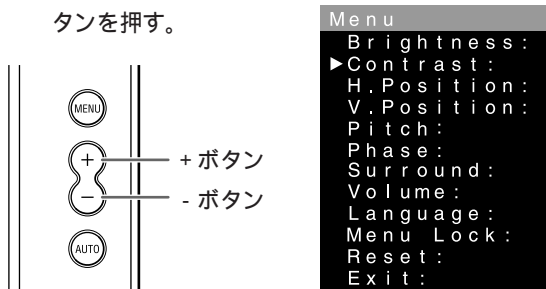 タンを押す。
MENU
+
+ ボタン
−
- ボタン
AUTO
Menu
Brightness:
▶Contrast:
H.Position:
V.Position:
Pitch:
Phase:
Surround:
Volume:
Language:
Menu Lock:
Reset:
Exit: